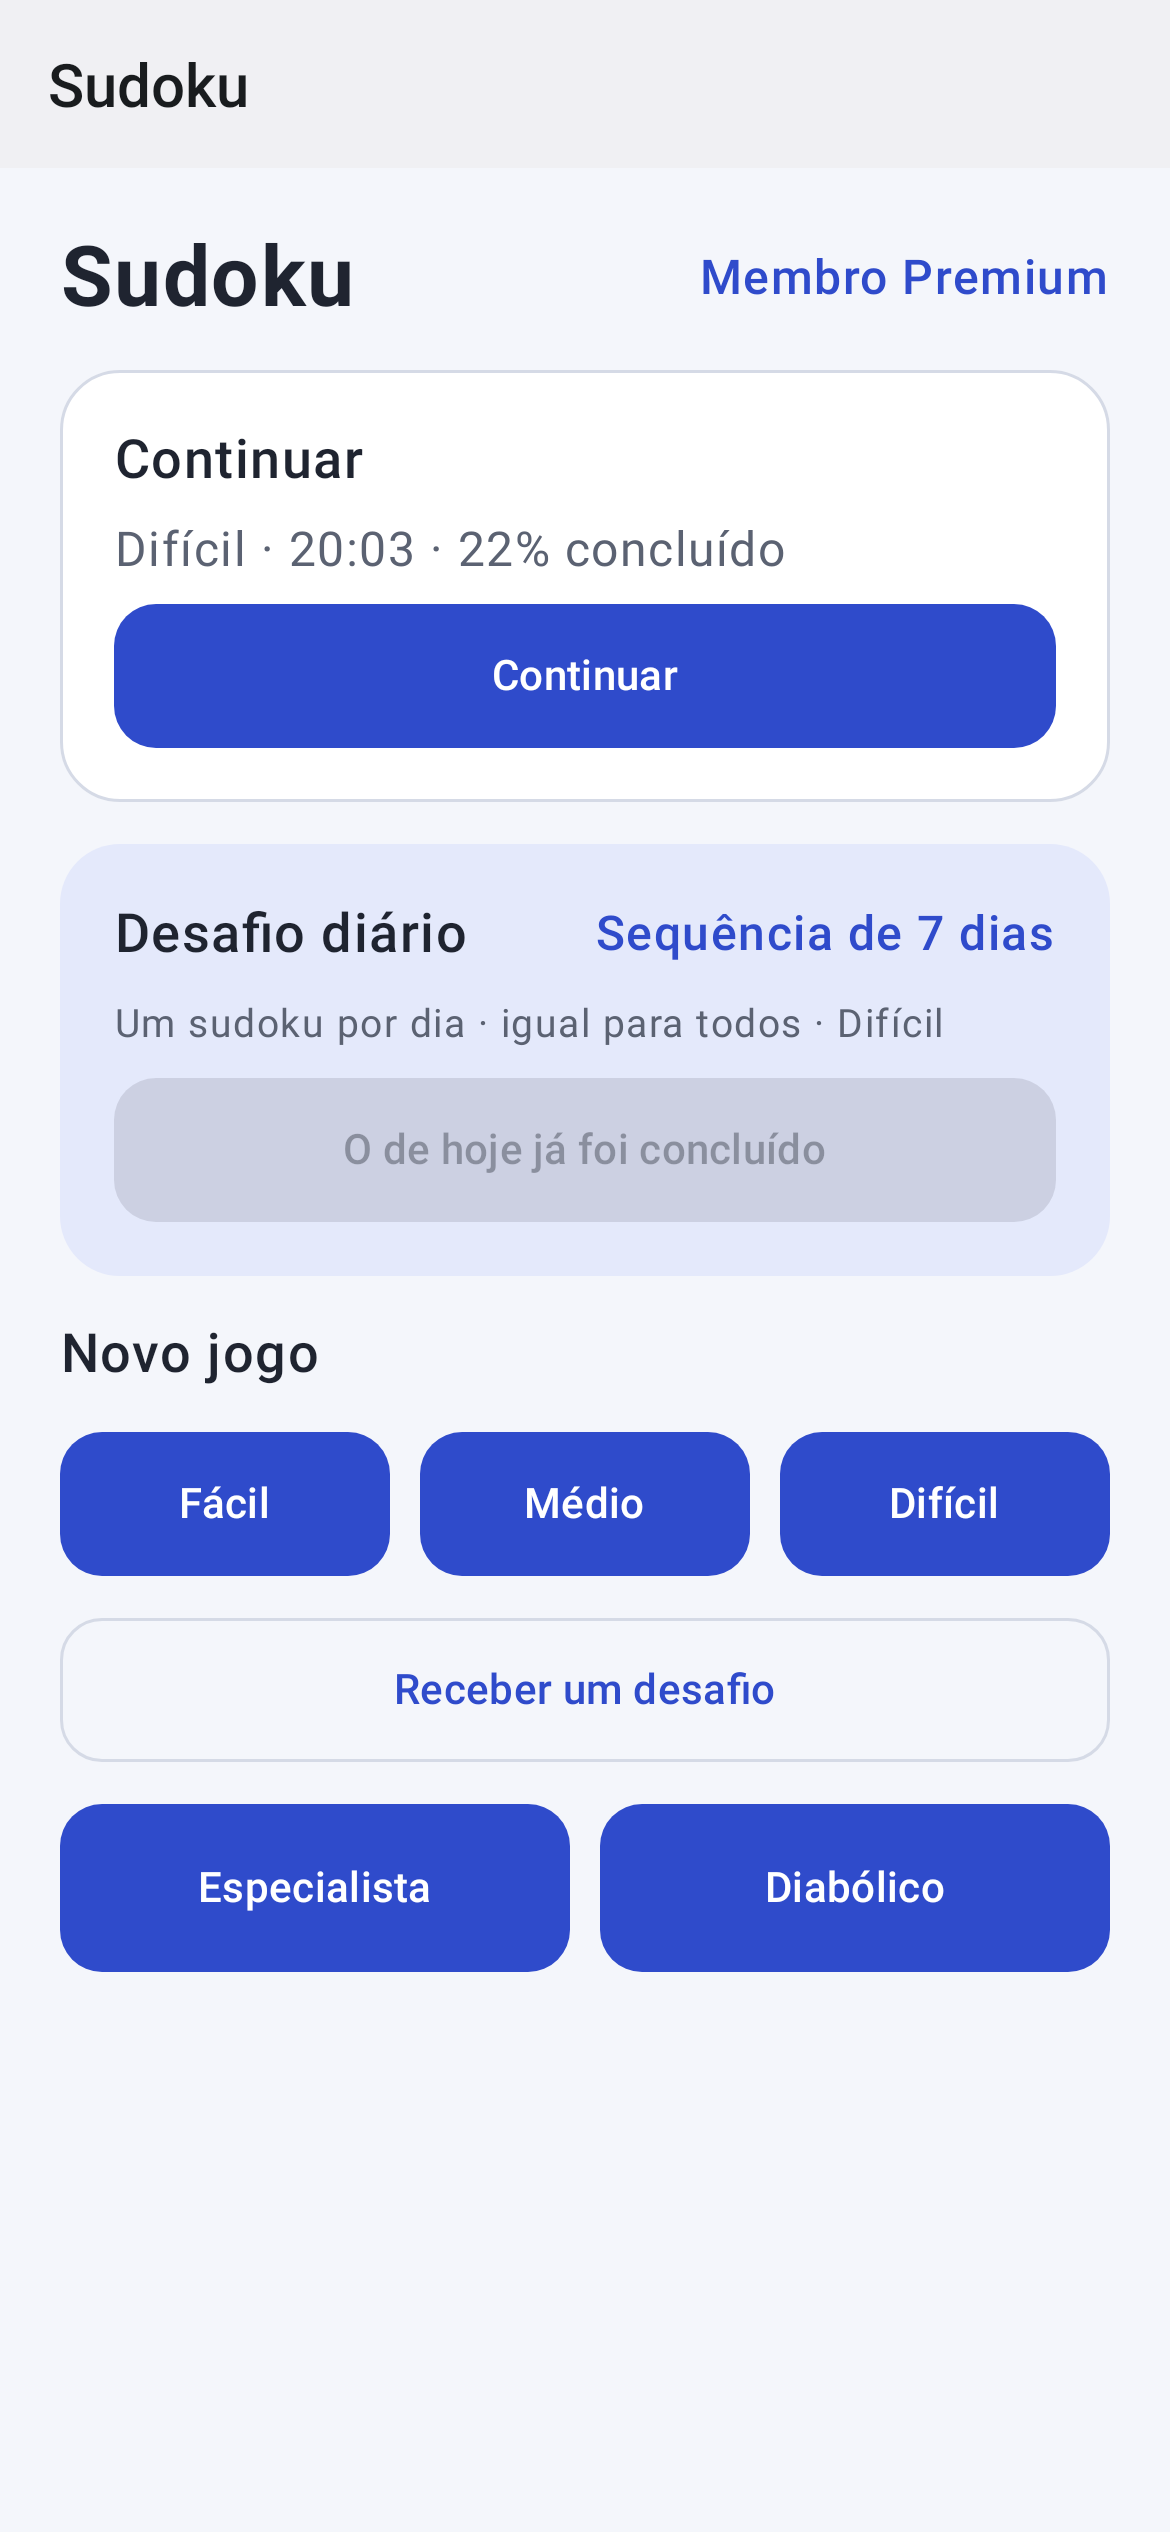 Sudoku
Sudoku
Membro Premium
Continuar
Difícil · 20:03 · 22% concluído
Continuar
Desafio diário
Sequência de 7 dias
Um sudoku por dia · igual para todos · Difícil
O de hoje já foi concluído
Novo jogo
Fácil
Médio
Difícil
Receber um desafio
Especialista
Diabólico